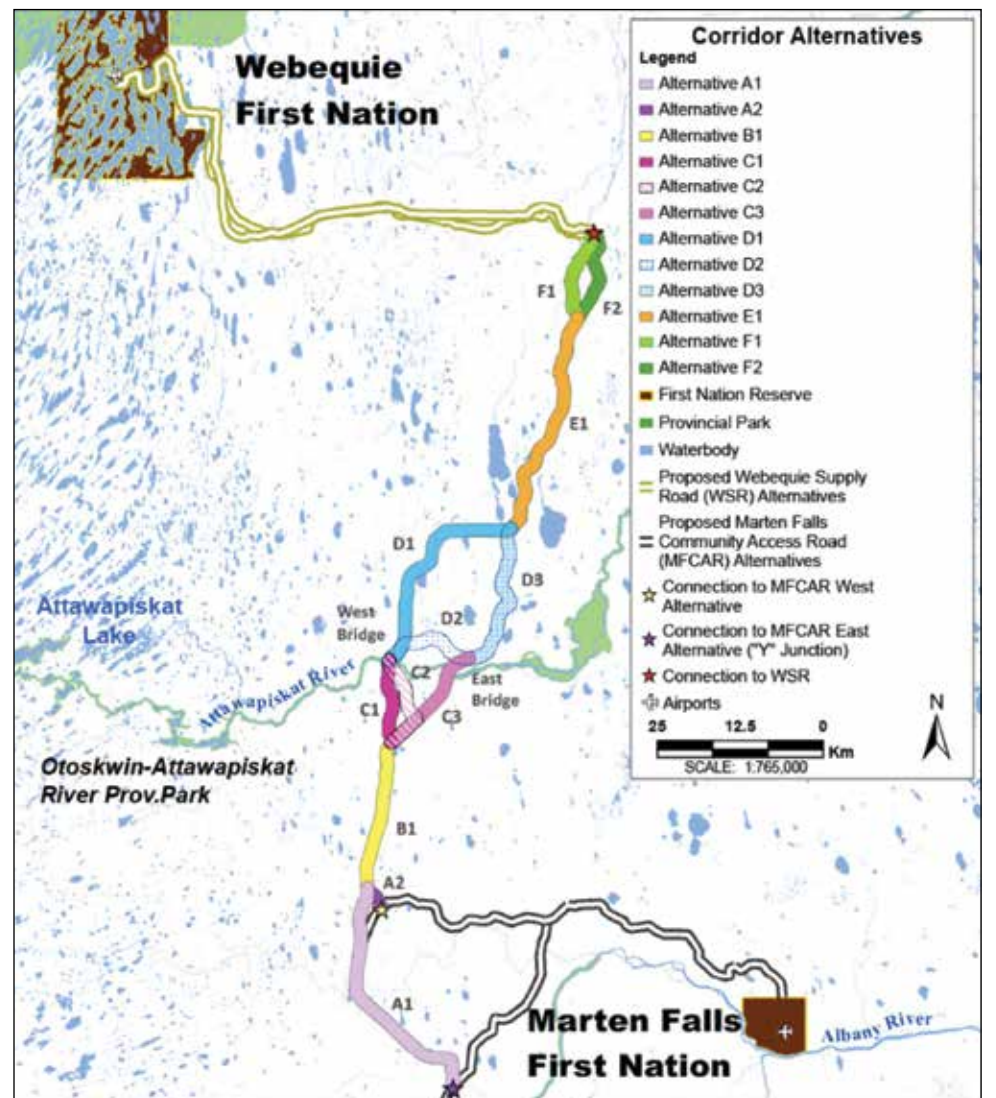 Webequie
First Nation
F1
F2
E1
D1
D3
D2
West
Bridge
C2
East
Bridge
C1
C3
Attawapiskat
Lake
Attawapiskat River
Otoskwin-Attawapiskat
River Prov.Park
B1
A2
A1
Marten Falls
First Nation
Albany River
Corridor Alternatives
Legend
Alternative A1
Alternative A2
Alternative B1
Alternative C1
Alternative C2
Alternative C3
Alternative D1
Alternative D2
Alternative D3
Alternative E1
Alternative F1
Alternative F2
First Nation Reserve
Provincial Park
Waterbody
Proposed Webequie Supply
Road (WSR) Alternatives
Proposed Marten Falls
Community Access Road
(MFCAR) Alternatives
Connection to MFCAR West
Alternative
Connection to MFCAR East
Alternative ("Y" Junction)
Connection to WSR
Airports
N
25 12.5 0
Km
SCALE: 1:765,000